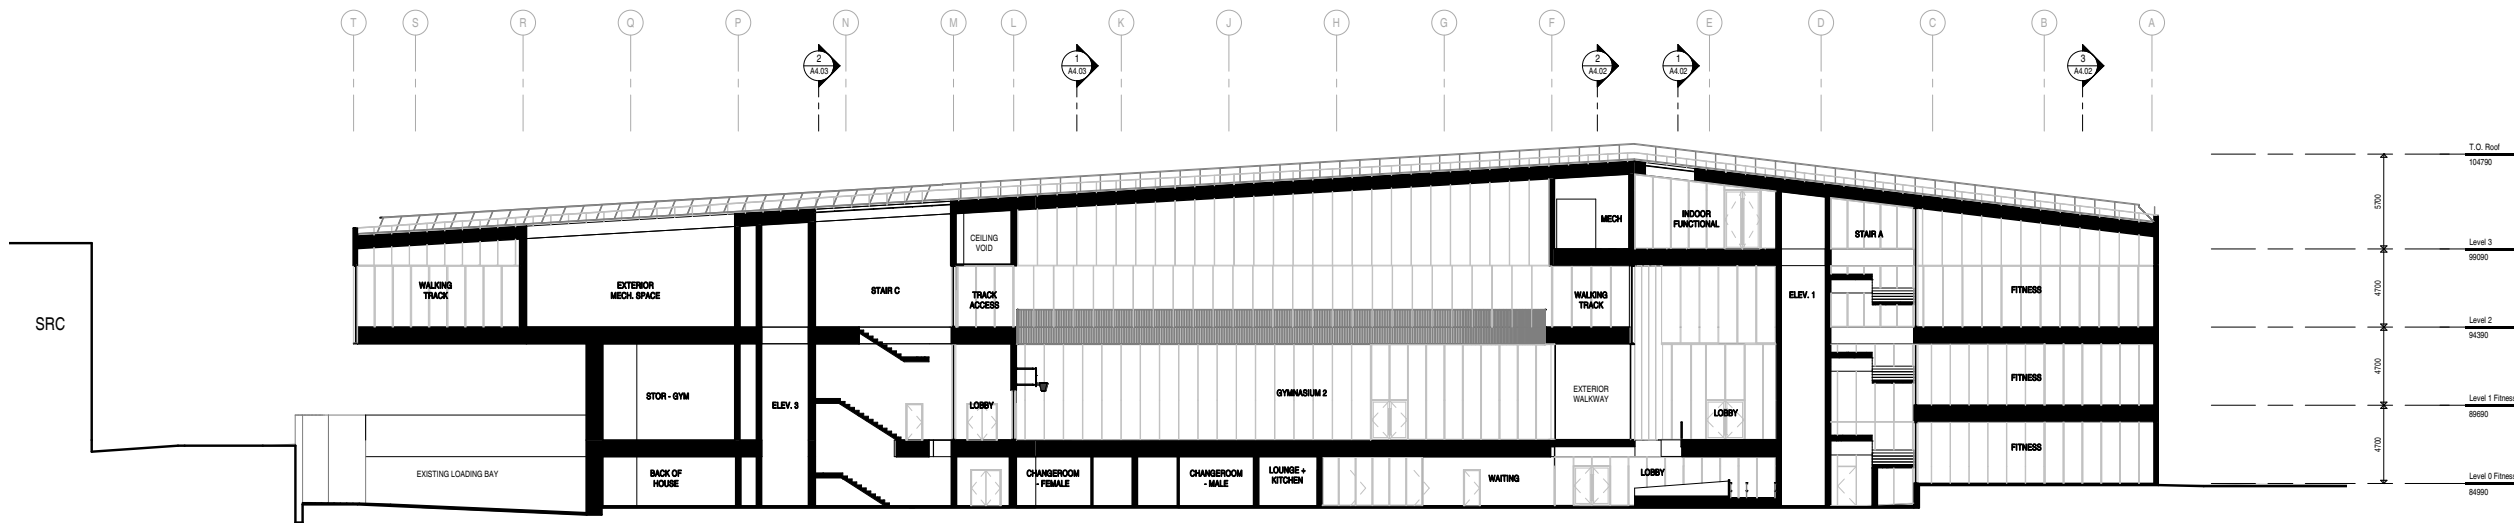 T S R Q P N M L K J H G F E D C B A
2
A4.03
1
A4.03
2
A4.02
1
A4.02
3
A4.02
T.O. Roof
104790
5700
Level 3
99090
4700
Level 2
94390
4700
Level 1 Fitness
89690
4700
Level 0 Fitness
84990
SRC
WALKING
TRACK
EXTERIOR
MECH. SPACE
STAIR C
CEILING
VOID
TRACK
ACCESS
MECH
INDOOR
FUNCTIONAL
STAIR A
WALKING
TRACK
ELEV. 1
FITNESS
STOR - GYM
ELEV. 3
LOBBY
GYMNASIUM 2
EXTERIOR
WALKWAY
LOBBY
FITNESS
EXISTING LOADING BAY
BACK OF
HOUSE
CHANGEROOM
- FEMALE
CHANGEROOM
- MALE
LOUNGE +
KITCHEN
WAITING
LOBBY
FITNESS